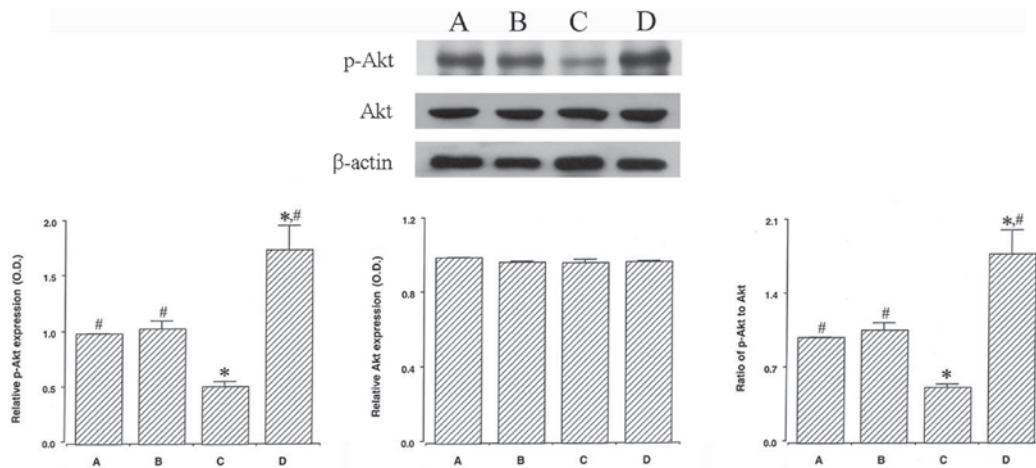 A B C D
p-Akt
Akt
β-actin
Relative p-Akt expression (O.D.)
2.0
1.5
1.0
0.5
0.0
#
#
*
*,#
A B C D
Relative Akt expression (O.D.)
1.2
0.8
0.4
0.0
A B C D
Ratio of p-Akt to Akt
2.1
1.4
0.7
0.0
#
#
*
*,#
A B C D